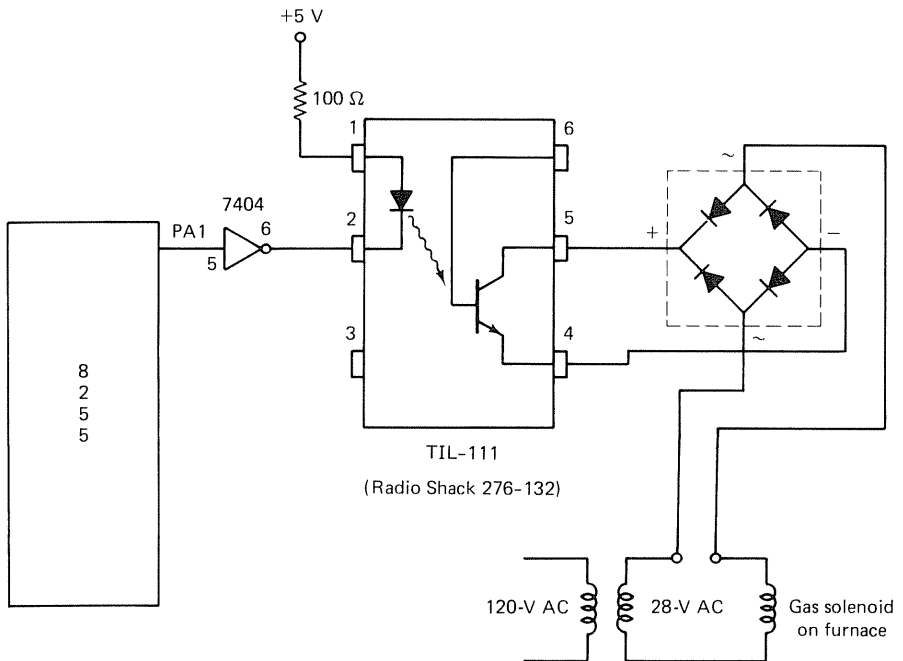 +5 V
100 Ω
1
6
7404
PA1
6
5
2
5
~
+
−
3
4
~
8
2
5
5
TIL-111
(Radio Shack 276-132)
120-V AC
28-V AC
Gas solenoid
on furnace